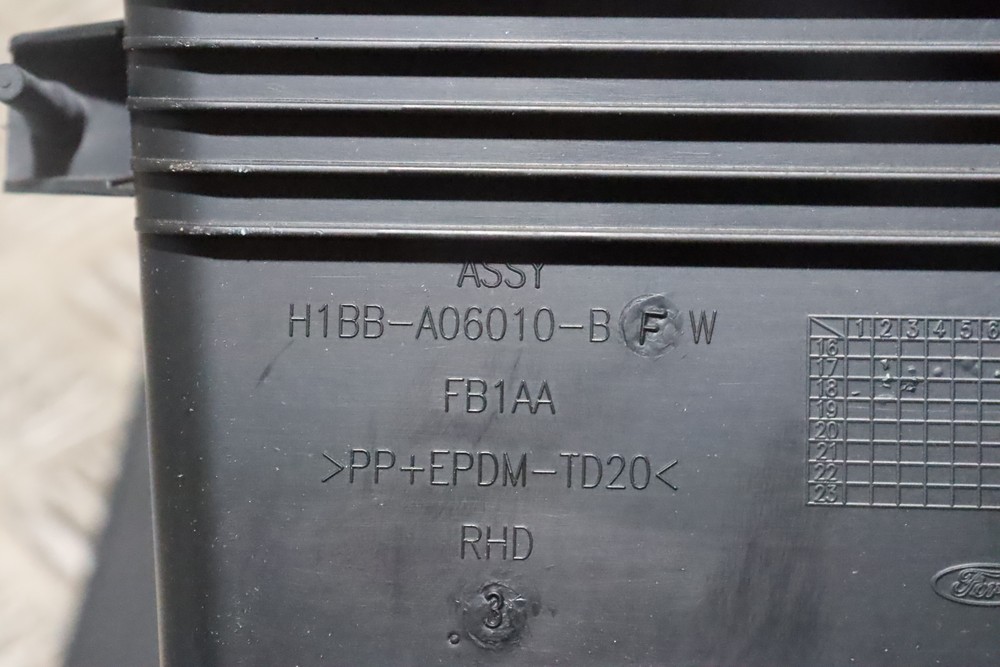 ASSY
H1BB-A06010-B F W
FB1AA
>PP+EPDM-TD20<
RHD
3
1 2 3 4 5 6
16
17
18
19
20
21
22
23
Ford